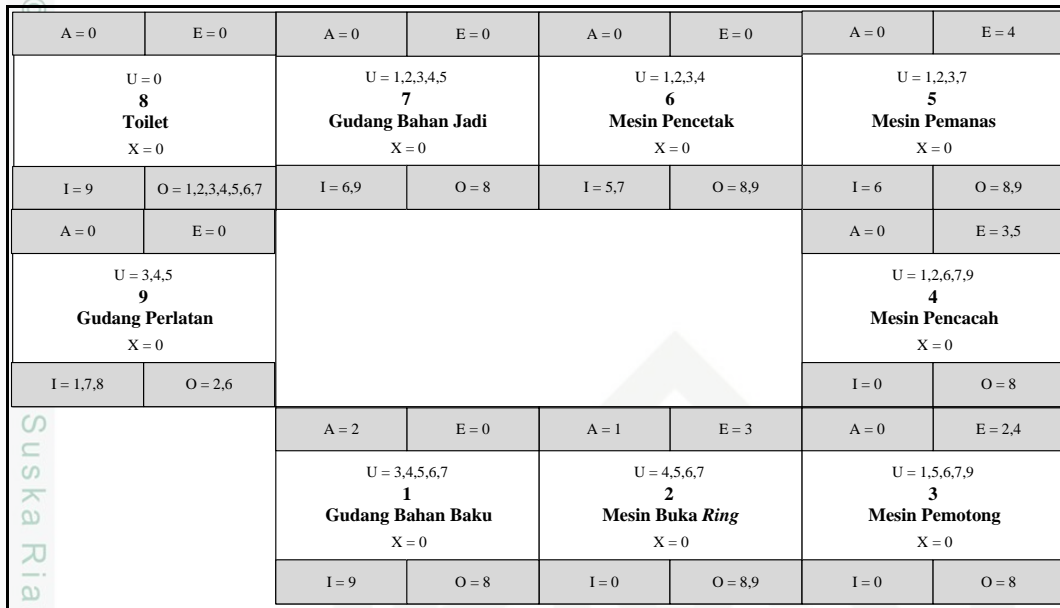 A = 0 E = 0 A = 0 E = 0 A = 0 E = 0 A = 0 E = 4
U = 0
8
Toilet
X = 0
U = 1,2,3,4,5
7
Gudang Bahan Jadi
X = 0
U = 1,2,3,4
6
Mesin Pencetak
X = 0
U = 1,2,3,7
5
Mesin Pemanas
X = 0
I = 9 O = 1,2,3,4,5,6,7 I = 6,9 O = 8 I = 5,7 O = 8,9 I = 6 O = 8,9
A = 0 E = 0 A = 0 E = 3,5
U = 3,4,5
9
Gudang Perlatan
X = 0
U = 1,2,6,7,9
4
Mesin Pencacah
X = 0
I = 1,7,8 O = 2,6 I = 0 O = 8
A = 2 E = 0 A = 1 E = 3 A = 0 E = 2,4
U = 3,4,5,6,7
1
Gudang Bahan Baku
X = 0
U = 4,5,6,7
2
Mesin Buka Ring
X = 0
U = 1,5,6,7,9
3
Mesin Pemotong
X = 0
I = 9 O = 8 I = 0 O = 8,9 I = 0 O = 8
©
Suska Ria